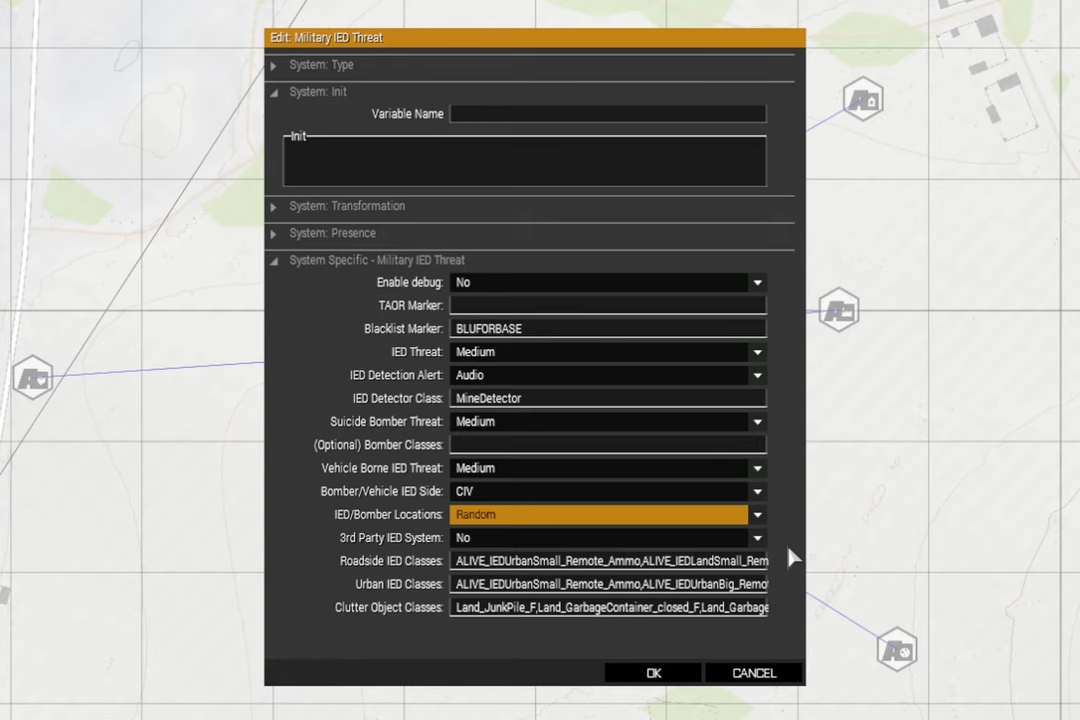 Edit: Military IED Threat
System: Type
System: Init
Variable Name
Init
System: Transformation
System: Presence
System Specific - Military IED Threat
Enable debug: No
TAOR Marker:
Blacklist Marker: BLUFORBASE
IED Threat: Medium
IED Detection Alert: Audio
IED Detector Class: MineDetector
Suicide Bomber Threat: Medium
(Optional) Bomber Classes:
Vehicle Borne IED Threat: Medium
Bomber/Vehicle IED Side: CIV
IED/Bomber Locations: Random
3rd Party IED System: No
Roadside IED Classes: ALIVE_IEDUrbanSmall_Remote_Ammo,ALIVE_IEDLandSmall_Rem
Urban IED Classes: ALIVE_IEDUrbanSmall_Remote_Ammo,ALIVE_IEDUrbanBig_Remo
Clutter Object Classes: Land_JunkPile_F,Land_GarbageContainer_closed_F,Land_Garbage
OK CANCEL